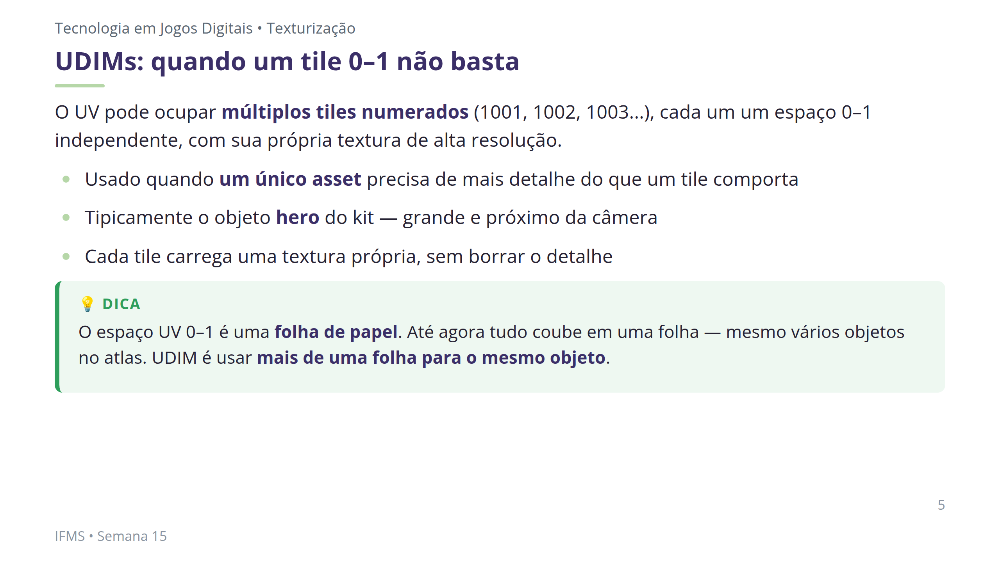 Tecnologia em Jogos Digitais • Texturização
UDIMs: quando um tile 0–1 não basta
O UV pode ocupar múltiplos tiles numerados (1001, 1002, 1003...), cada um um espaço 0–1
independente, com sua própria textura de alta resolução.
• Usado quando um único asset precisa de mais detalhe do que um tile comporta
• Tipicamente o objeto hero do kit — grande e próximo da câmera
• Cada tile carrega uma textura própria, sem borrar o detalhe
💡 DICA
O espaço UV 0–1 é uma folha de papel. Até agora tudo coube em uma folha — mesmo vários objetos
no atlas. UDIM é usar mais de uma folha para o mesmo objeto.
5
IFMS • Semana 15